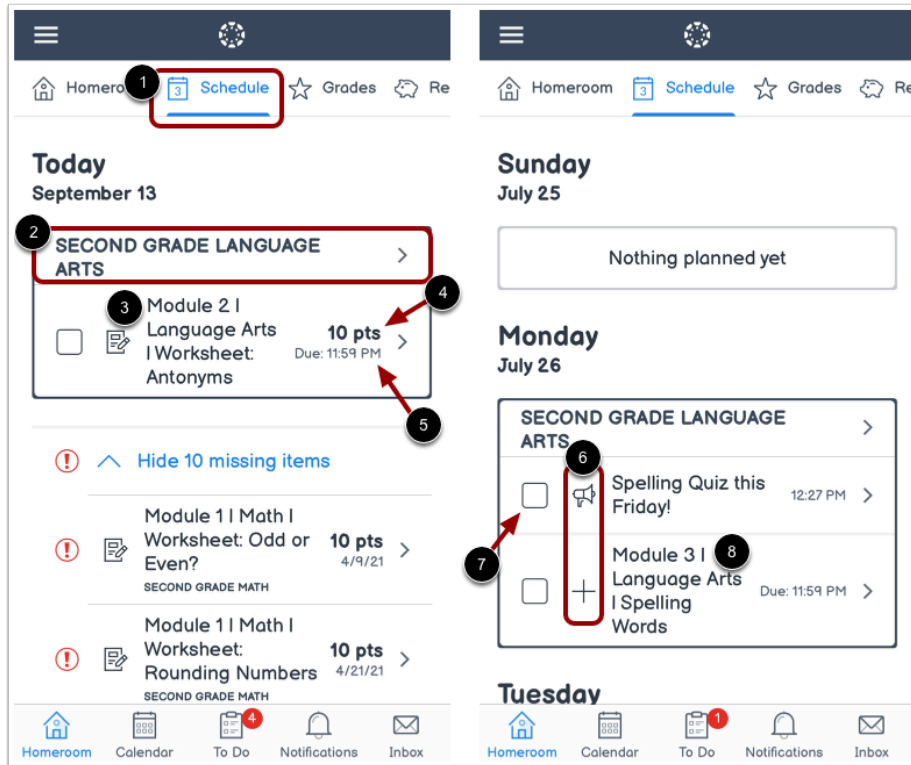 Homero
1
3
Schedule
Grades
Re
Today
September 13
2
SECOND GRADE LANGUAGE
ARTS
3
Module 2 |
Language Arts
| Worksheet:
Antonyms
4
10 pts
Due: 11:59 PM
5
Hide 10 missing items
Module 1 | Math |
Worksheet: Odd or
Even?
SECOND GRADE MATH
10 pts
4/9/21
Module 1 | Math |
Worksheet:
Rounding Numbers
SECOND GRADE MATH
10 pts
4/21/21
Homeroom
Calendar
4
To Do
Notifications
Inbox
Homeroom
3
Schedule
Grades
Re
Sunday
July 25
Nothing planned yet
Monday
July 26
SECOND GRADE LANGUAGE
ARTS
6
Spelling Quiz this
Friday!
12:27 PM
7
Module 3 |
8
Language Arts
| Spelling
Words
Due: 11:59 PM
Tuesday
Homeroom
Calendar
1
To Do
Notifications
Inbox